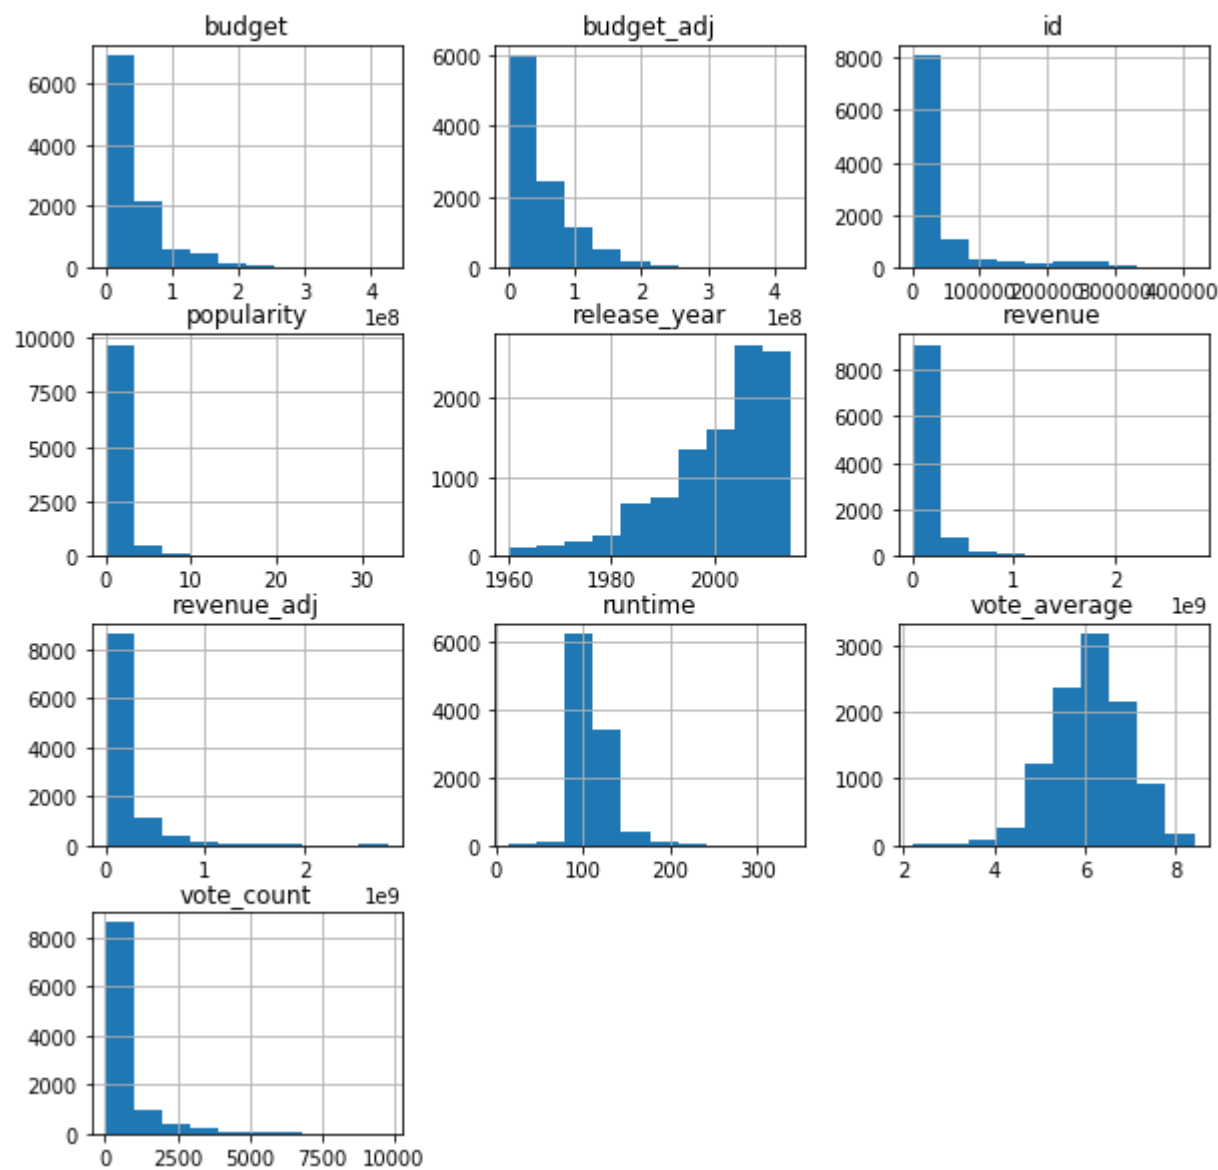 budget budget_adj id
6000 6000 8000
4000 4000 6000
2000 2000 4000
0 0 2000
0
0 1 2 3 4 0 1 2 3 4 0 100000 200000 300000 400000
1e8 1e8
popularity release_year revenue
10000 2000 8000
7500 1000 6000
5000 0 4000
2500 2000
0 0
0 10 20 30 1960 1980 2000 0 1 2
1e9
revenue_adj runtime vote_average
8000 6000 3000
6000 4000 2000
4000 2000 1000
2000 0 0
0
0 1 2 0 100 200 300 2 4 6 8
1e9
vote_count
8000
6000
4000
2000
0
0 2500 5000 7500 10000